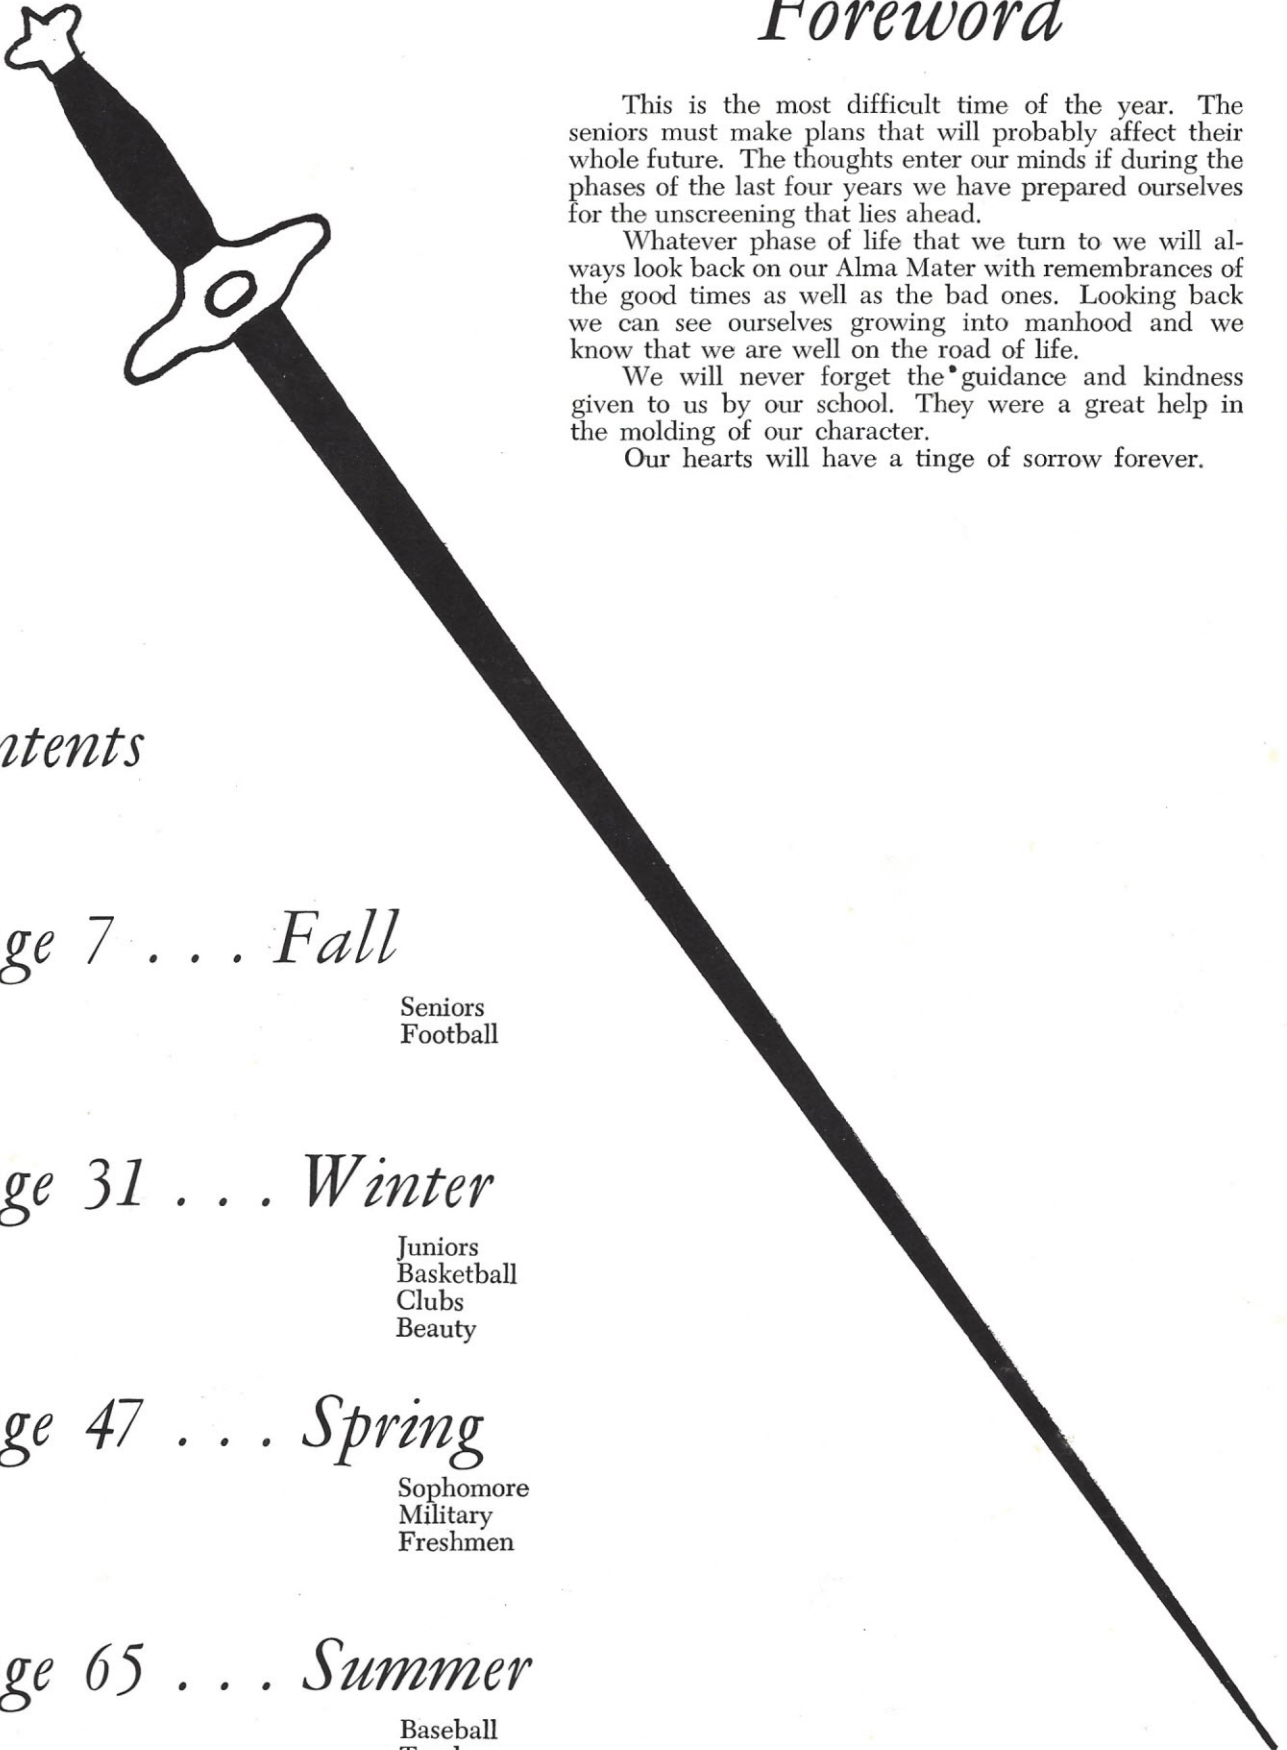 Foreword
This is the most difficult time of the year. The
seniors must make plans that will probably affect their
whole future. The thoughts enter our minds if during the
phases of the last four years we have prepared ourselves
for the unscreening that lies ahead.
Whatever phase of life that we turn to we will al-
ways look back on our Alma Mater with remembrances of
the good times as well as the bad ones. Looking back
we can see ourselves growing into manhood and we
know that we are well on the road of life.
We will never forget the guidance and kindness
given to us by our school. They were a great help in
the molding of our character.
Our hearts will have a tinge of sorrow forever.
ntents
ge 7 . . . Fall
Seniors
Football
ge 31 . . . Winter
Juniors
Basketball
Clubs
Beauty
ge 47 . . . Spring
Sophomore
Military
Freshmen
ge 65 . . . Summer
Baseball